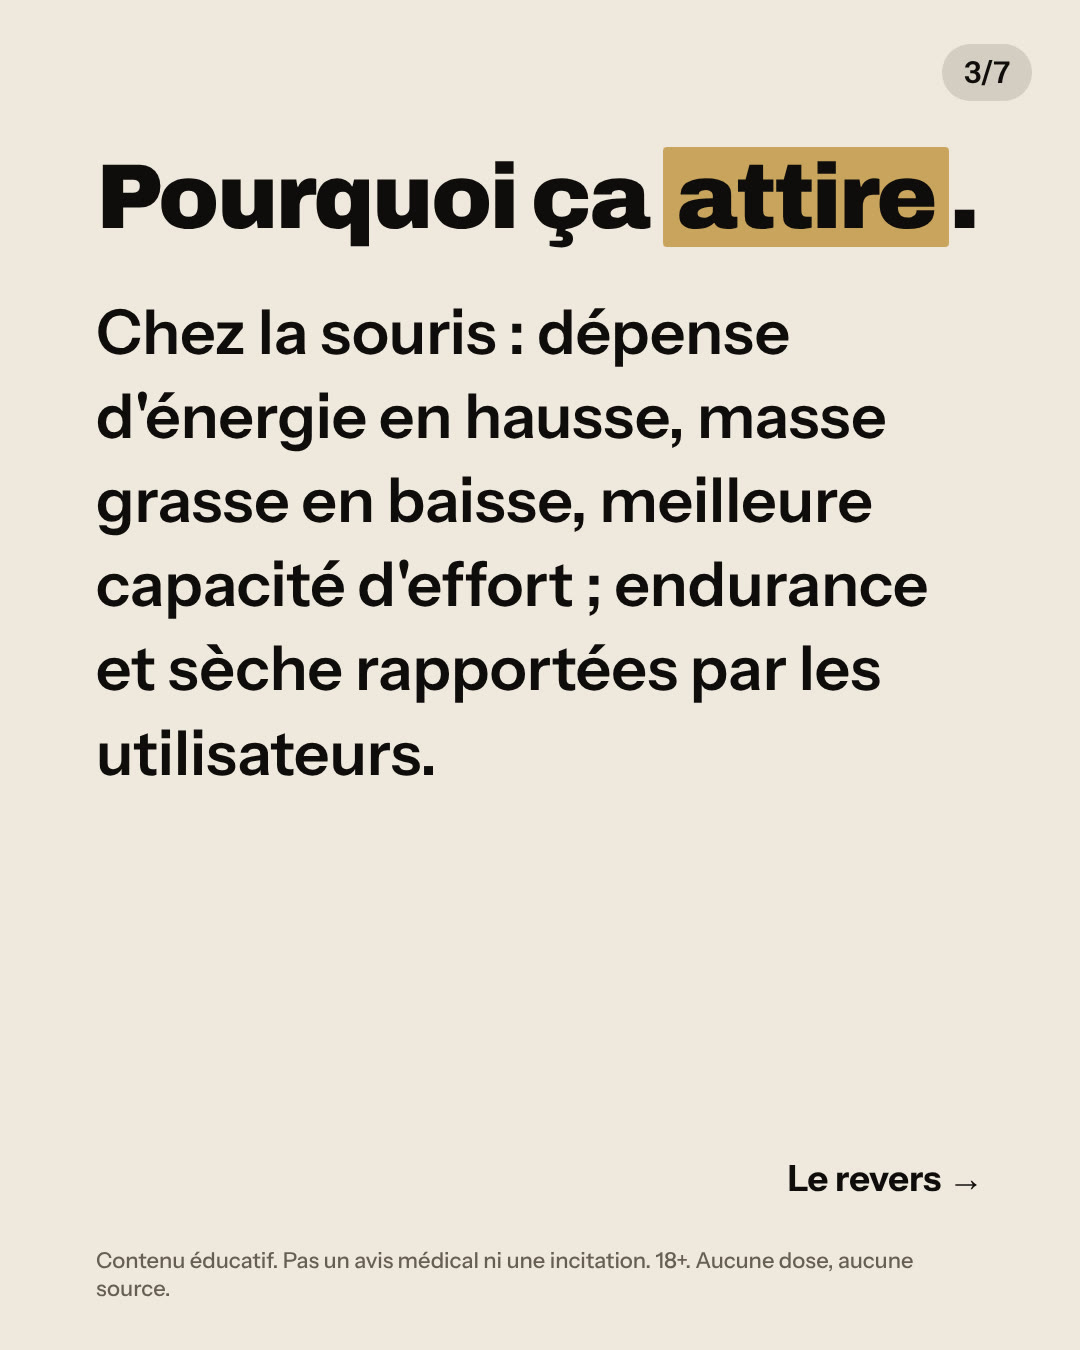 3/7
Pourquoi ça attire.
Chez la souris : dépense
d'énergie en hausse, masse
grasse en baisse, meilleure
capacité d'effort ; endurance
et sèche rapportées par les
utilisateurs.
Le revers →
Contenu éducatif. Pas un avis médical ni une incitation. 18+. Aucune dose, aucune
source.